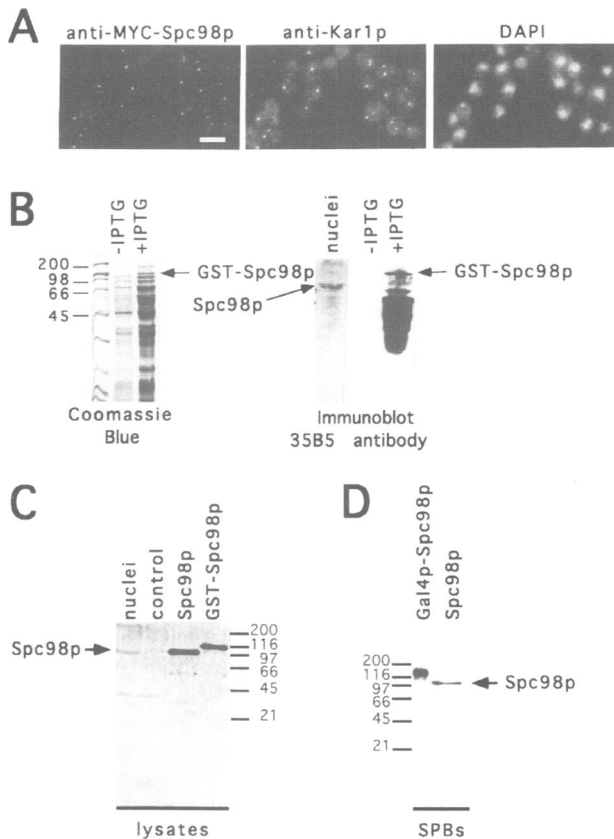 A
anti-MYC-Spc98p anti-Kar1p DAPI
B
-IPTG
+IPTG
nuclei
-IPTG
+IPTG
200
98
66
45
GST-Spc98p
Spc98p
GST-Spc98p
Coomassie
Blue
Immunoblot
35B5 antibody
C
nuclei
control
Spc98p
GST-Spc98p
Spc98p
200
116
97
66
45
21
lysates
D
Gal4p-Spc98p
Spc98p
200
116
97
66
45
21
Spc98p
SPBs